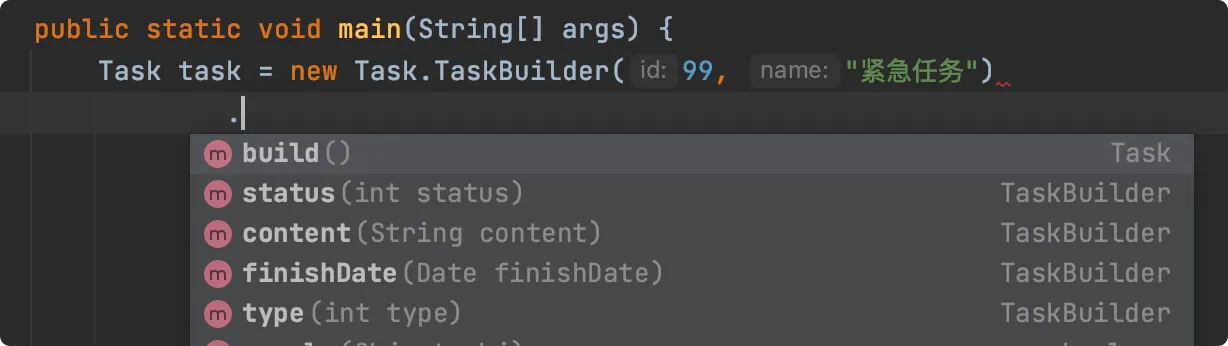 public static void main(String[] args) {
Task task = new Task.TaskBuilder( id: 99, name: "紧急任务")
.
m build() Task
m status(int status) TaskBuilder
m content(String content) TaskBuilder
m finishDate(Date finishDate) TaskBuilder
m type(int type) TaskBuilder